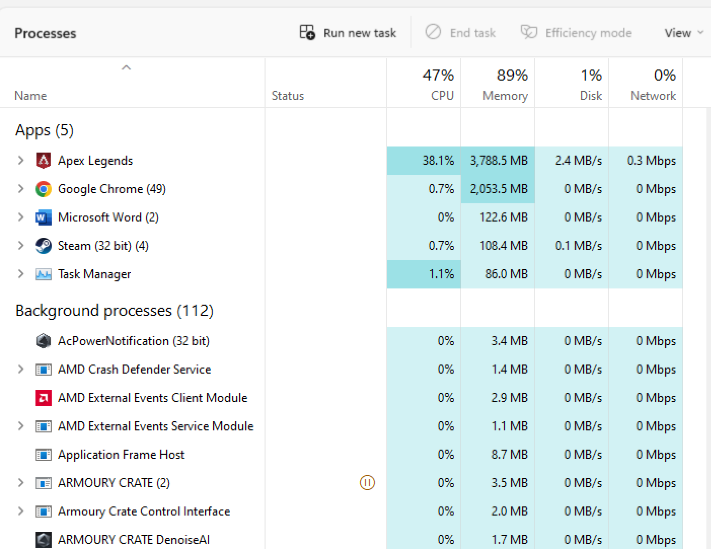 Processes Run new task End task Efficiency mode View
47% 89% 1% 0%
Name Status CPU Memory Disk Network
Apps (5)
Apex Legends 38.1% 3,788.5 MB 2.4 MB/s 0.3 Mbps
Google Chrome (49) 0.7% 2,053.5 MB 0 MB/s 0 Mbps
Microsoft Word (2) 0% 122.6 MB 0 MB/s 0 Mbps
Steam (32 bit) (4) 0.7% 108.4 MB 0.1 MB/s 0 Mbps
Task Manager 1.1% 86.0 MB 0 MB/s 0 Mbps
Background processes (112)
AcPowerNotification (32 bit) 0% 3.4 MB 0 MB/s 0 Mbps
AMD Crash Defender Service 0% 1.4 MB 0 MB/s 0 Mbps
AMD External Events Client Module 0% 2.9 MB 0 MB/s 0 Mbps
AMD External Events Service Module 0% 1.1 MB 0 MB/s 0 Mbps
Application Frame Host 0% 8.7 MB 0 MB/s 0 Mbps
ARMOURY CRATE (2) 0% 3.5 MB 0 MB/s 0 Mbps
Armoury Crate Control Interface 0% 2.0 MB 0 MB/s 0 Mbps
ARMOURY CRATE DenoiseAI 0% 1.7 MB 0 MB/s 0 Mbps